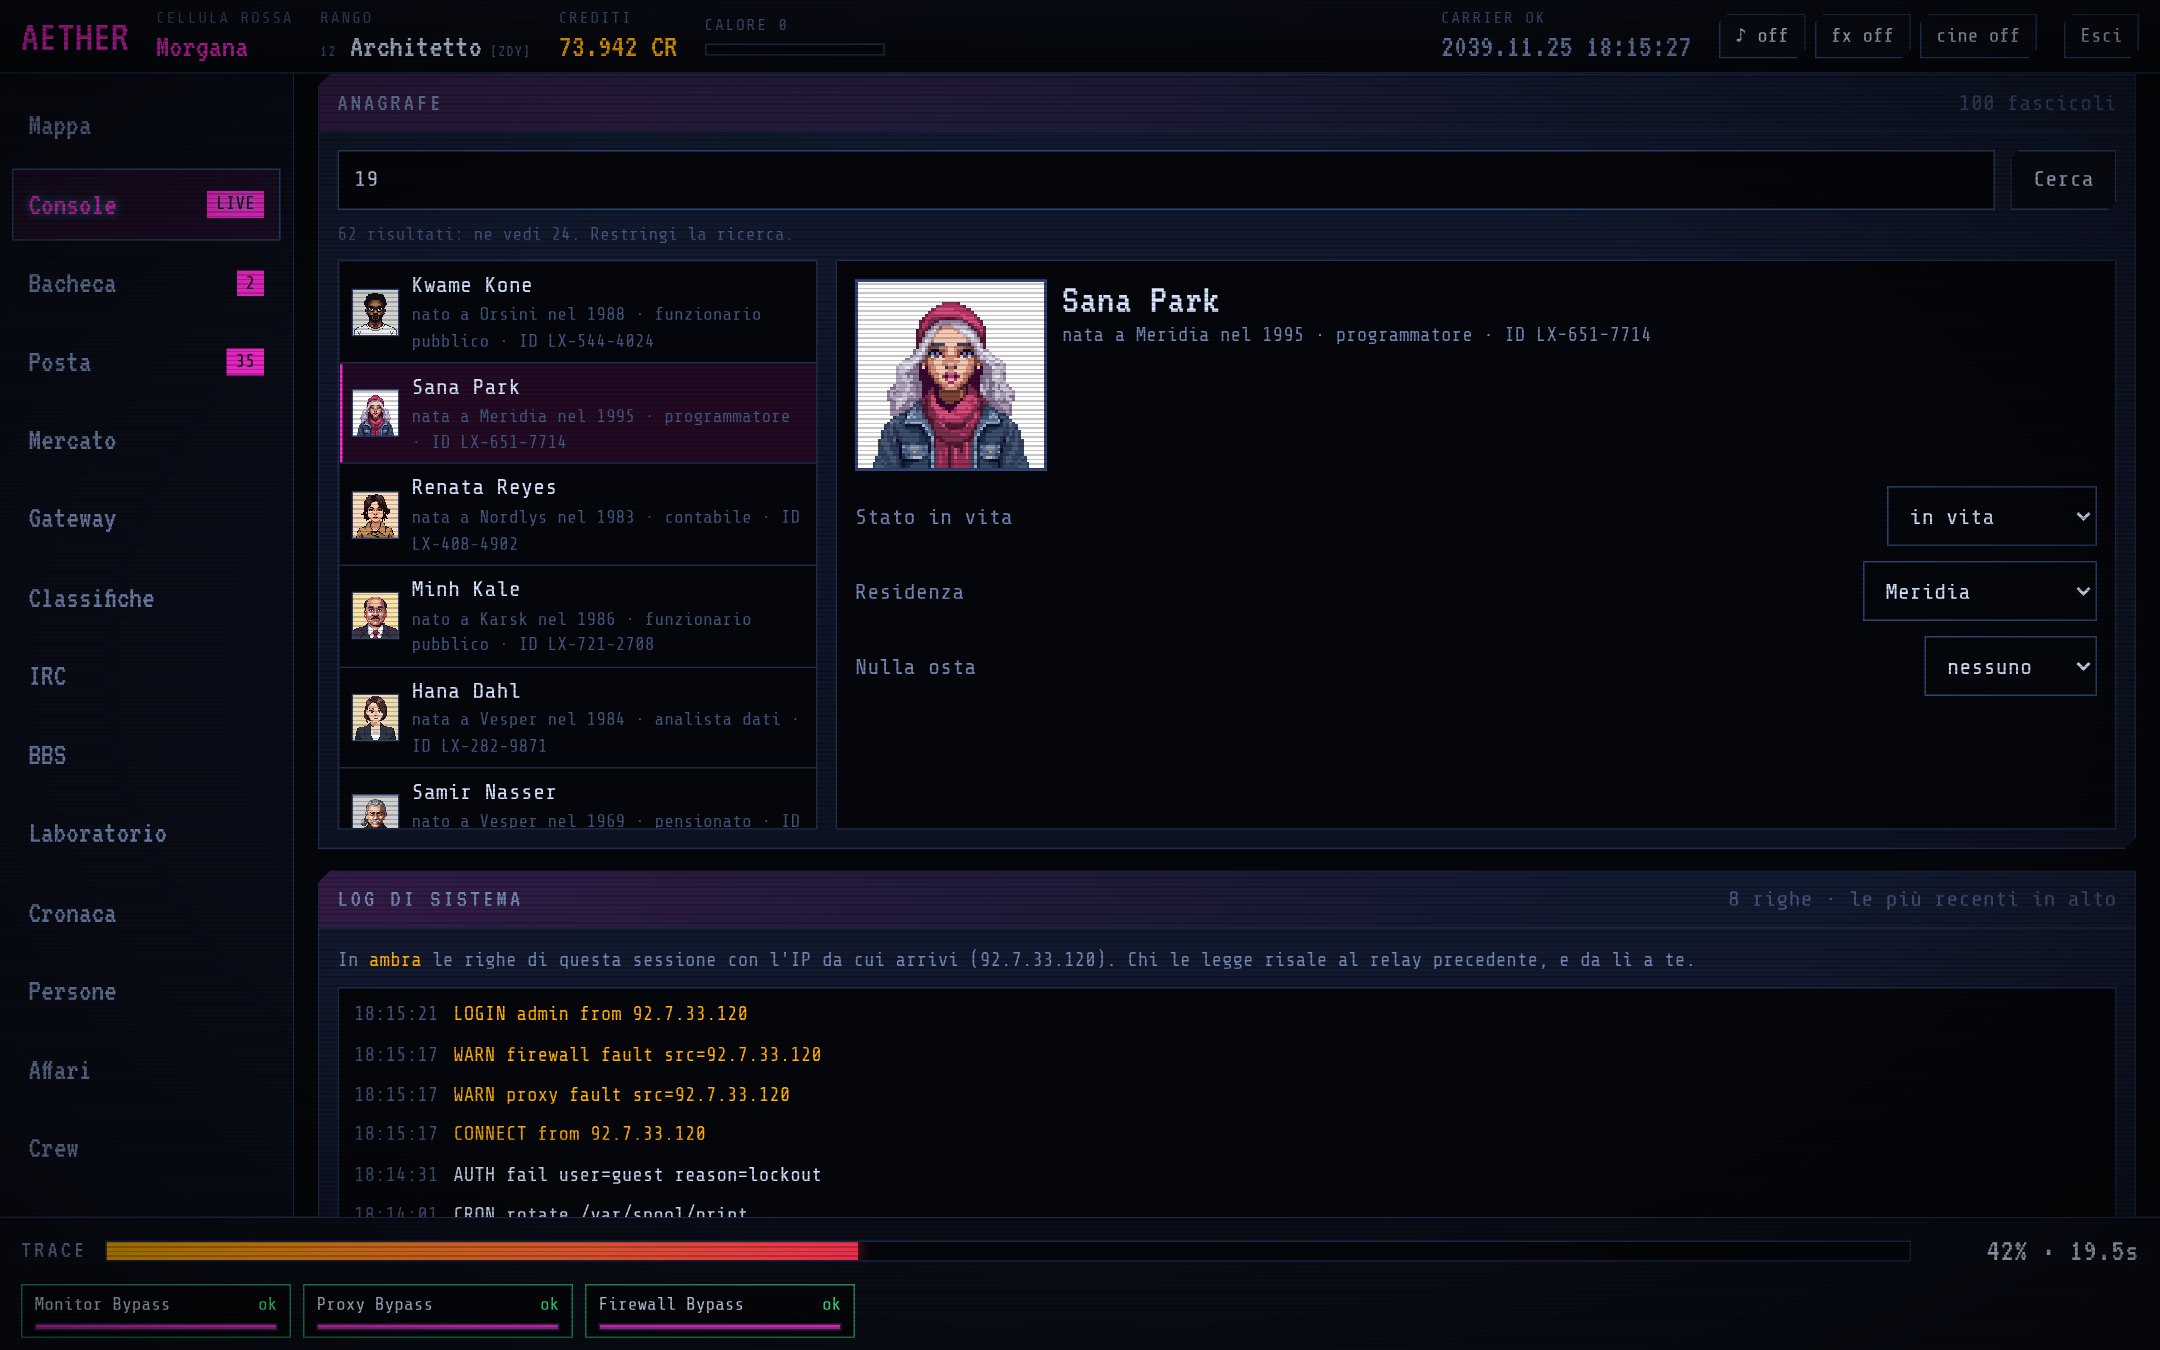 AETHER
CELLULA ROSSA
Morgana
RANGO
12 Architetto [ZDY]
CREDITI
73.942 CR
CALORE 0
CARRIER OK
2039.11.25 18:15:27
♪ off
fx off
cine off
Esci
Mappa
Console LIVE
Bacheca 2
Posta 35
Mercato
Gateway
Classifiche
IRC
BBS
Laboratorio
Cronaca
Persone
Affari
Crew
ANAGRAFE
100 fascicoli
19
Cerca
62 risultati: ne vedi 24. Restringi la ricerca.
Kwame Kone
nato a Orsini nel 1988 · funzionario
pubblico · ID LX-544-4024
Sana Park
nata a Meridia nel 1995 · programmatore
· ID LX-651-7714
Renata Reyes
nata a Nordlys nel 1983 · contabile · ID
LX-408-4902
Minh Kale
nato a Karsk nel 1986 · funzionario
pubblico · ID LX-721-2708
Hana Dahl
nata a Vesper nel 1984 · analista dati ·
ID LX-282-9871
Samir Nasser
nato a Vesper nel 1969 · pensionato · ID
Sana Park
nata a Meridia nel 1995 · programmatore · ID LX-651-7714
Stato in vita
in vita
Residenza
Meridia
Nulla osta
nessuno
LOG DI SISTEMA
8 righe · le più recenti in alto
In ambra le righe di questa sessione con l'IP da cui arrivi (92.7.33.120). Chi le legge risale al relay precedente, e da lì a te.
18:15:21 LOGIN admin from 92.7.33.120
18:15:17 WARN firewall fault src=92.7.33.120
18:15:17 WARN proxy fault src=92.7.33.120
18:15:17 CONNECT from 92.7.33.120
18:14:31 AUTH fail user=guest reason=lockout
18:14:01 CRON rotate /var/spool/print
TRACE
42% · 19.5s
Monitor Bypass ok
Proxy Bypass ok
Firewall Bypass ok